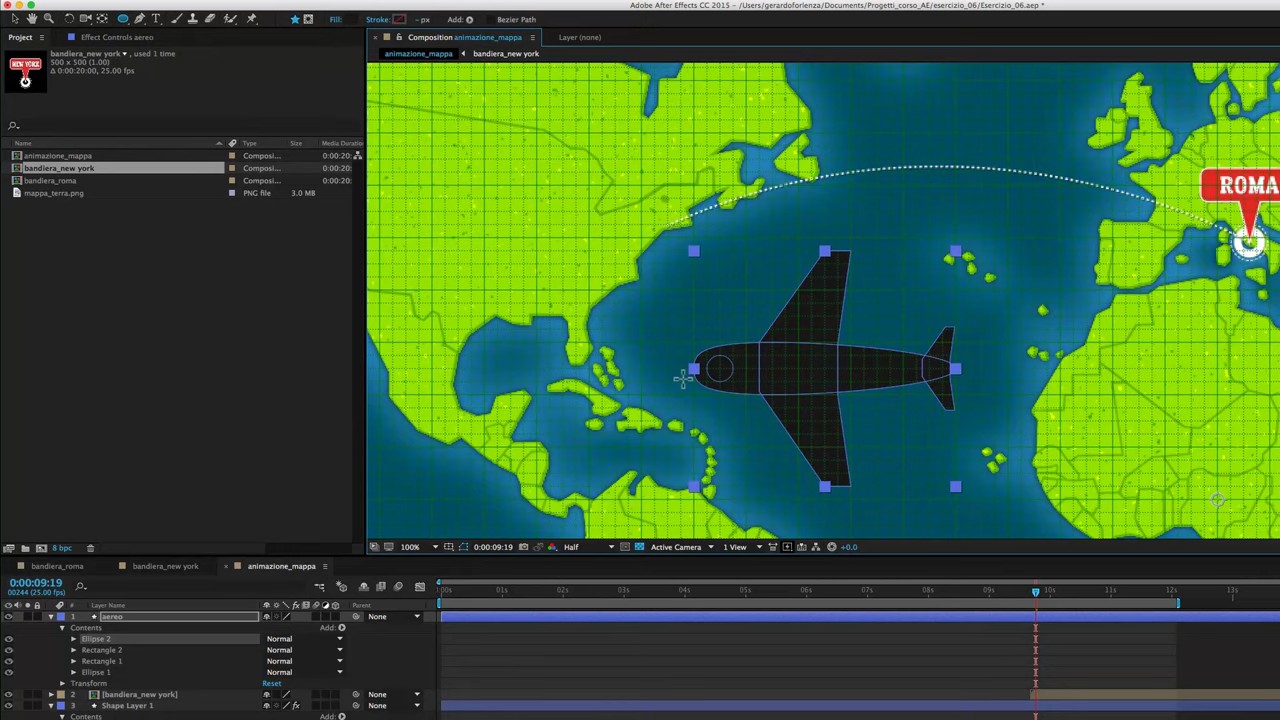 Adobe After Effects CC 2015 - /Users/gerardoforlenza/Documents/Progetti_corso_AE/esercizio_06/Esercizio_06.aep *
Fill: Stroke: - px Add: Bezier Path
Project Effect Controls aereo
Composition animazione_mappa Layer (none)
animazione_mappa bandiera_new york
bandiera_new york , used 1 time
500 x 500 (1.00)
Δ 0:00:20:00, 25.00 fps
NEW YORK
Name Type Size Media Duration
animazione_mappa Composi... 0:00:20:
bandiera_new york Composi... 0:00:20:
bandiera_roma Composi... 0:00:20:
mappa_terra.png PNG file 3.0 MB
ROMA
8 bpc
100% 0:00:09:19 Half Active Camera 1 View +0.0
bandiera_roma bandiera_new york animazione_mappa
0:00:09:19
00244 (25.00 fps)
# Layer Name Parent
:00s 01s 02s 03s 04s 05s 06s 07s 08s 09s 10s 11s 12s 13s
1 aereo None
Contents Add:
Ellipse 2 Normal
Rectangle 2 Normal
Rectangle 1 Normal
Ellipse 1 Normal
Transform Reset
2 [bandiera_new york] None
3 Shape Layer 1 None
Contents Add: